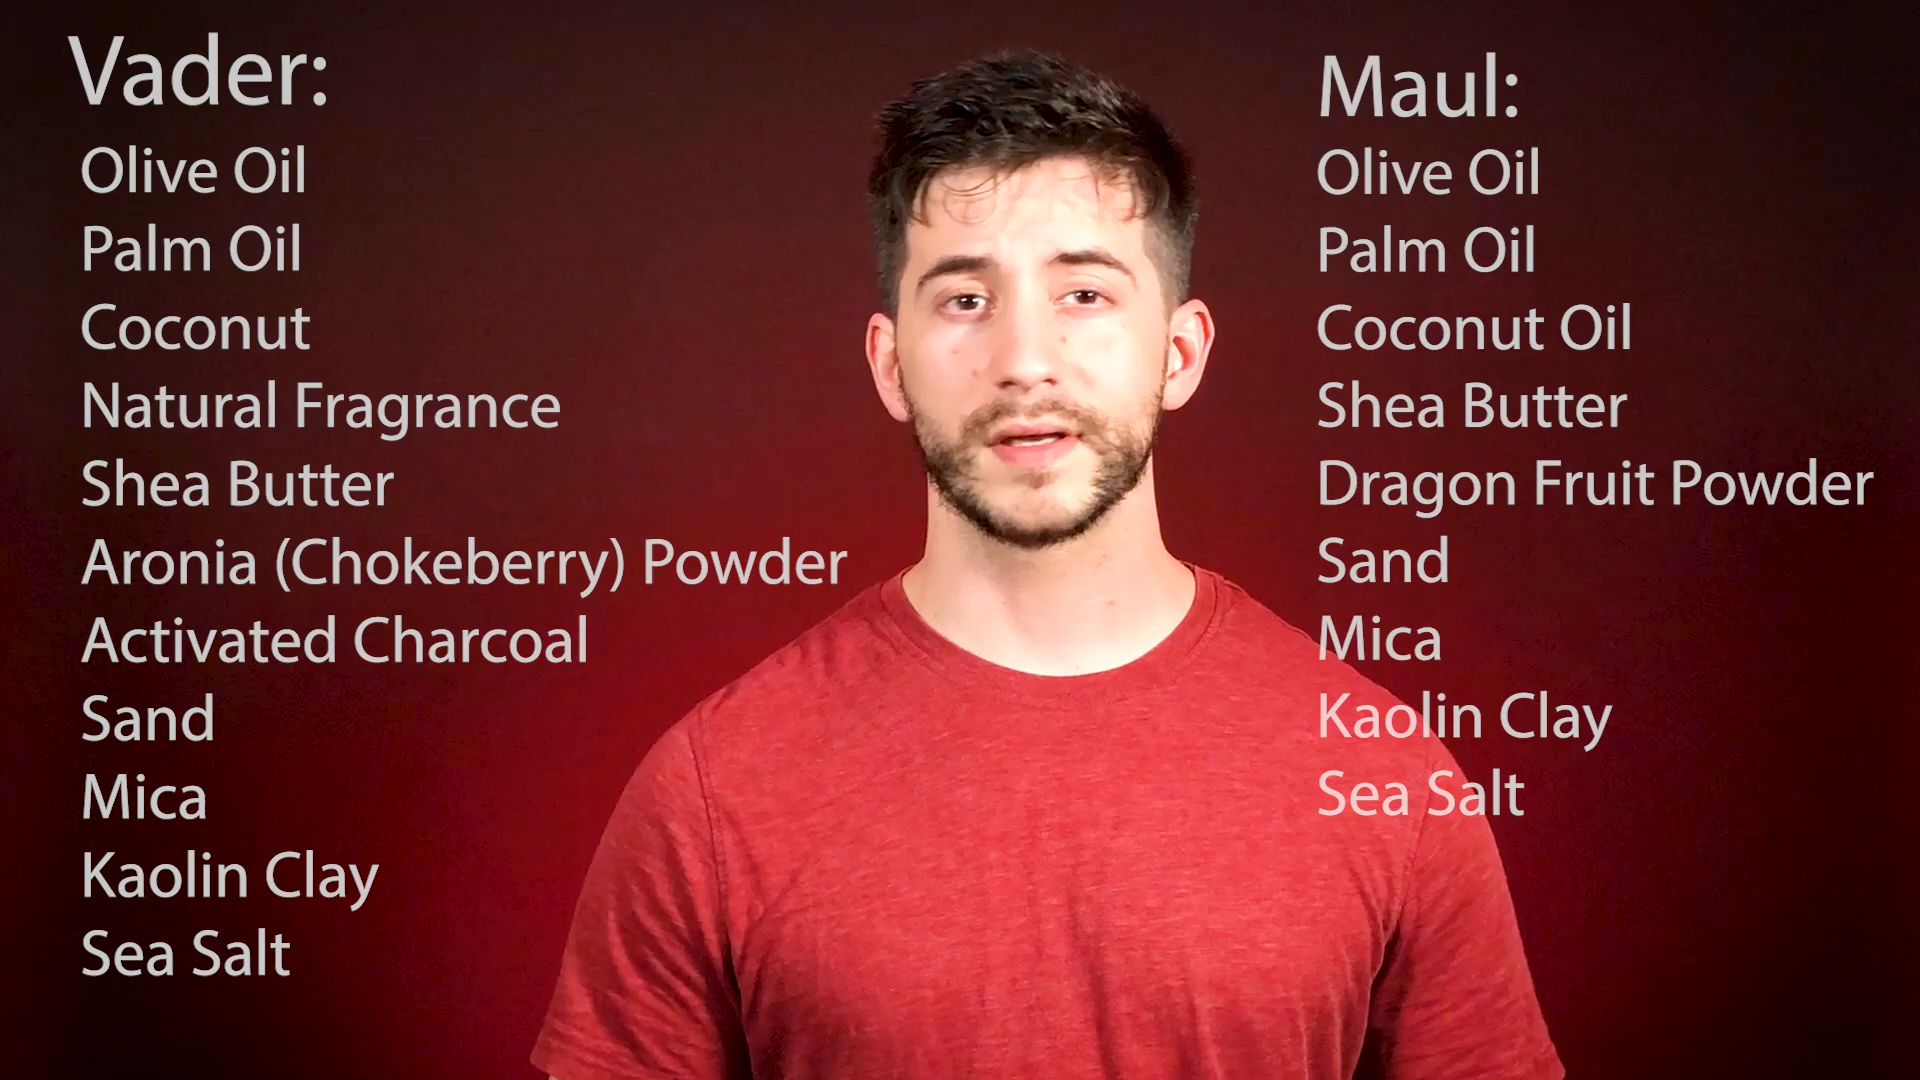 Vader:
Olive Oil
Palm Oil
Coconut
Natural Fragrance
Shea Butter
Aronia (Chokeberry) Powder
Activated Charcoal
Sand
Mica
Kaolin Clay
Sea Salt
Maul:
Olive Oil
Palm Oil
Coconut Oil
Shea Butter
Dragon Fruit Powder
Sand
Mica
Kaolin Clay
Sea Salt